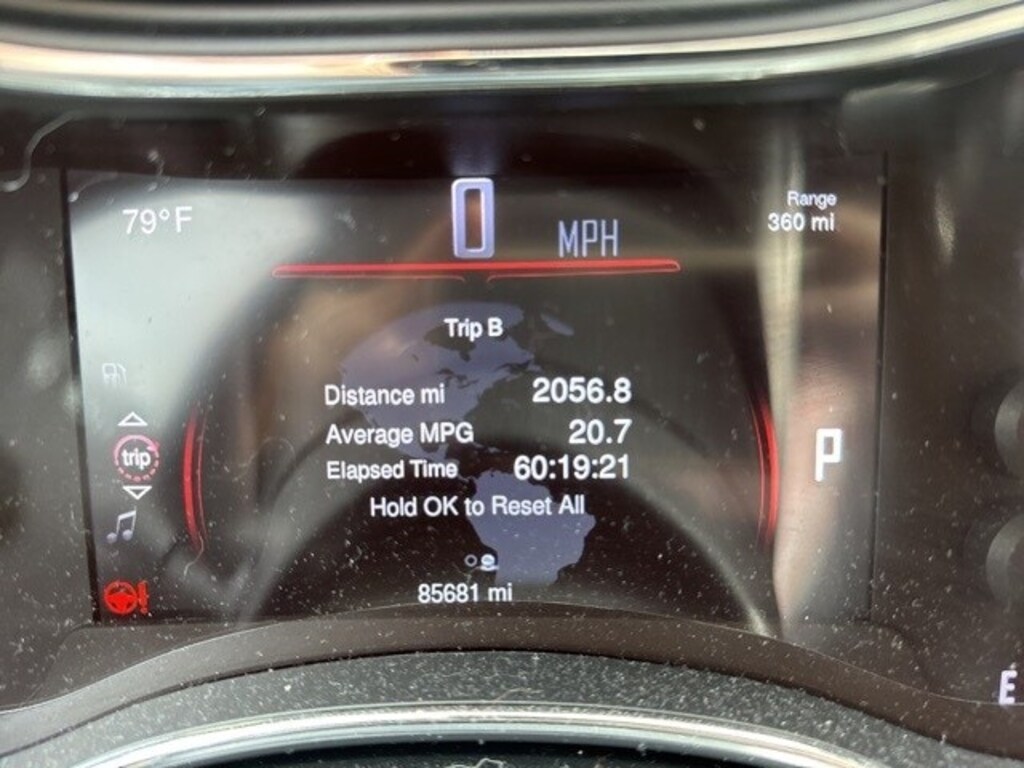 79°F
0 MPH
Range
360 mi
Trip B
Distance mi 2056.8
Average MPG 20.7
Elapsed Time 60:19:21
Hold OK to Reset All
trip
P
85681 mi
E